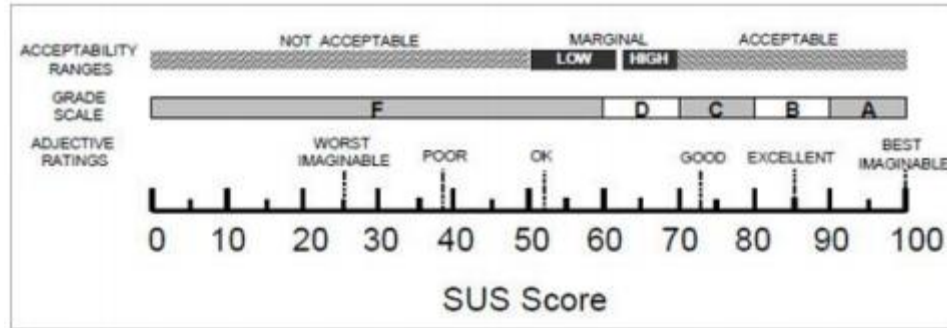 NOT ACCEPTABLE MARGINAL ACCEPTABLE
ACCEPTABILITY RANGES
LOW HIGH
GRADE SCALE
F D C B A
ADJECTIVE RATINGS
WORST IMAGINABLE POOR OK GOOD EXCELLENT BEST IMAGINABLE
0 10 20 30 40 50 60 70 80 90 100
SUS Score